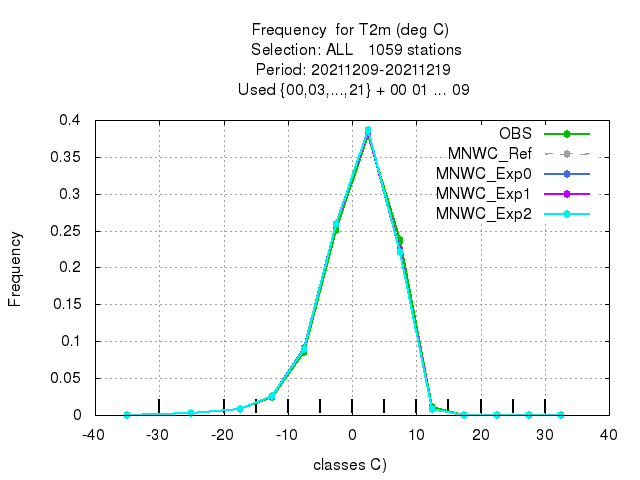 Frequency  for T2m (deg C)
Selection: ALL   1059 stations
Period: 20211209-20211219
Used {00,03,...,21} + 00 01 ... 09
OBS
MNWC_Ref
MNWC_Exp0
MNWC_Exp1
MNWC_Exp2
0.4
0.35
0.3
0.25
0.2
0.15
0.1
0.05
0
Frequency
-40 -30 -20 -10 0 10 20 30 40
classes C)